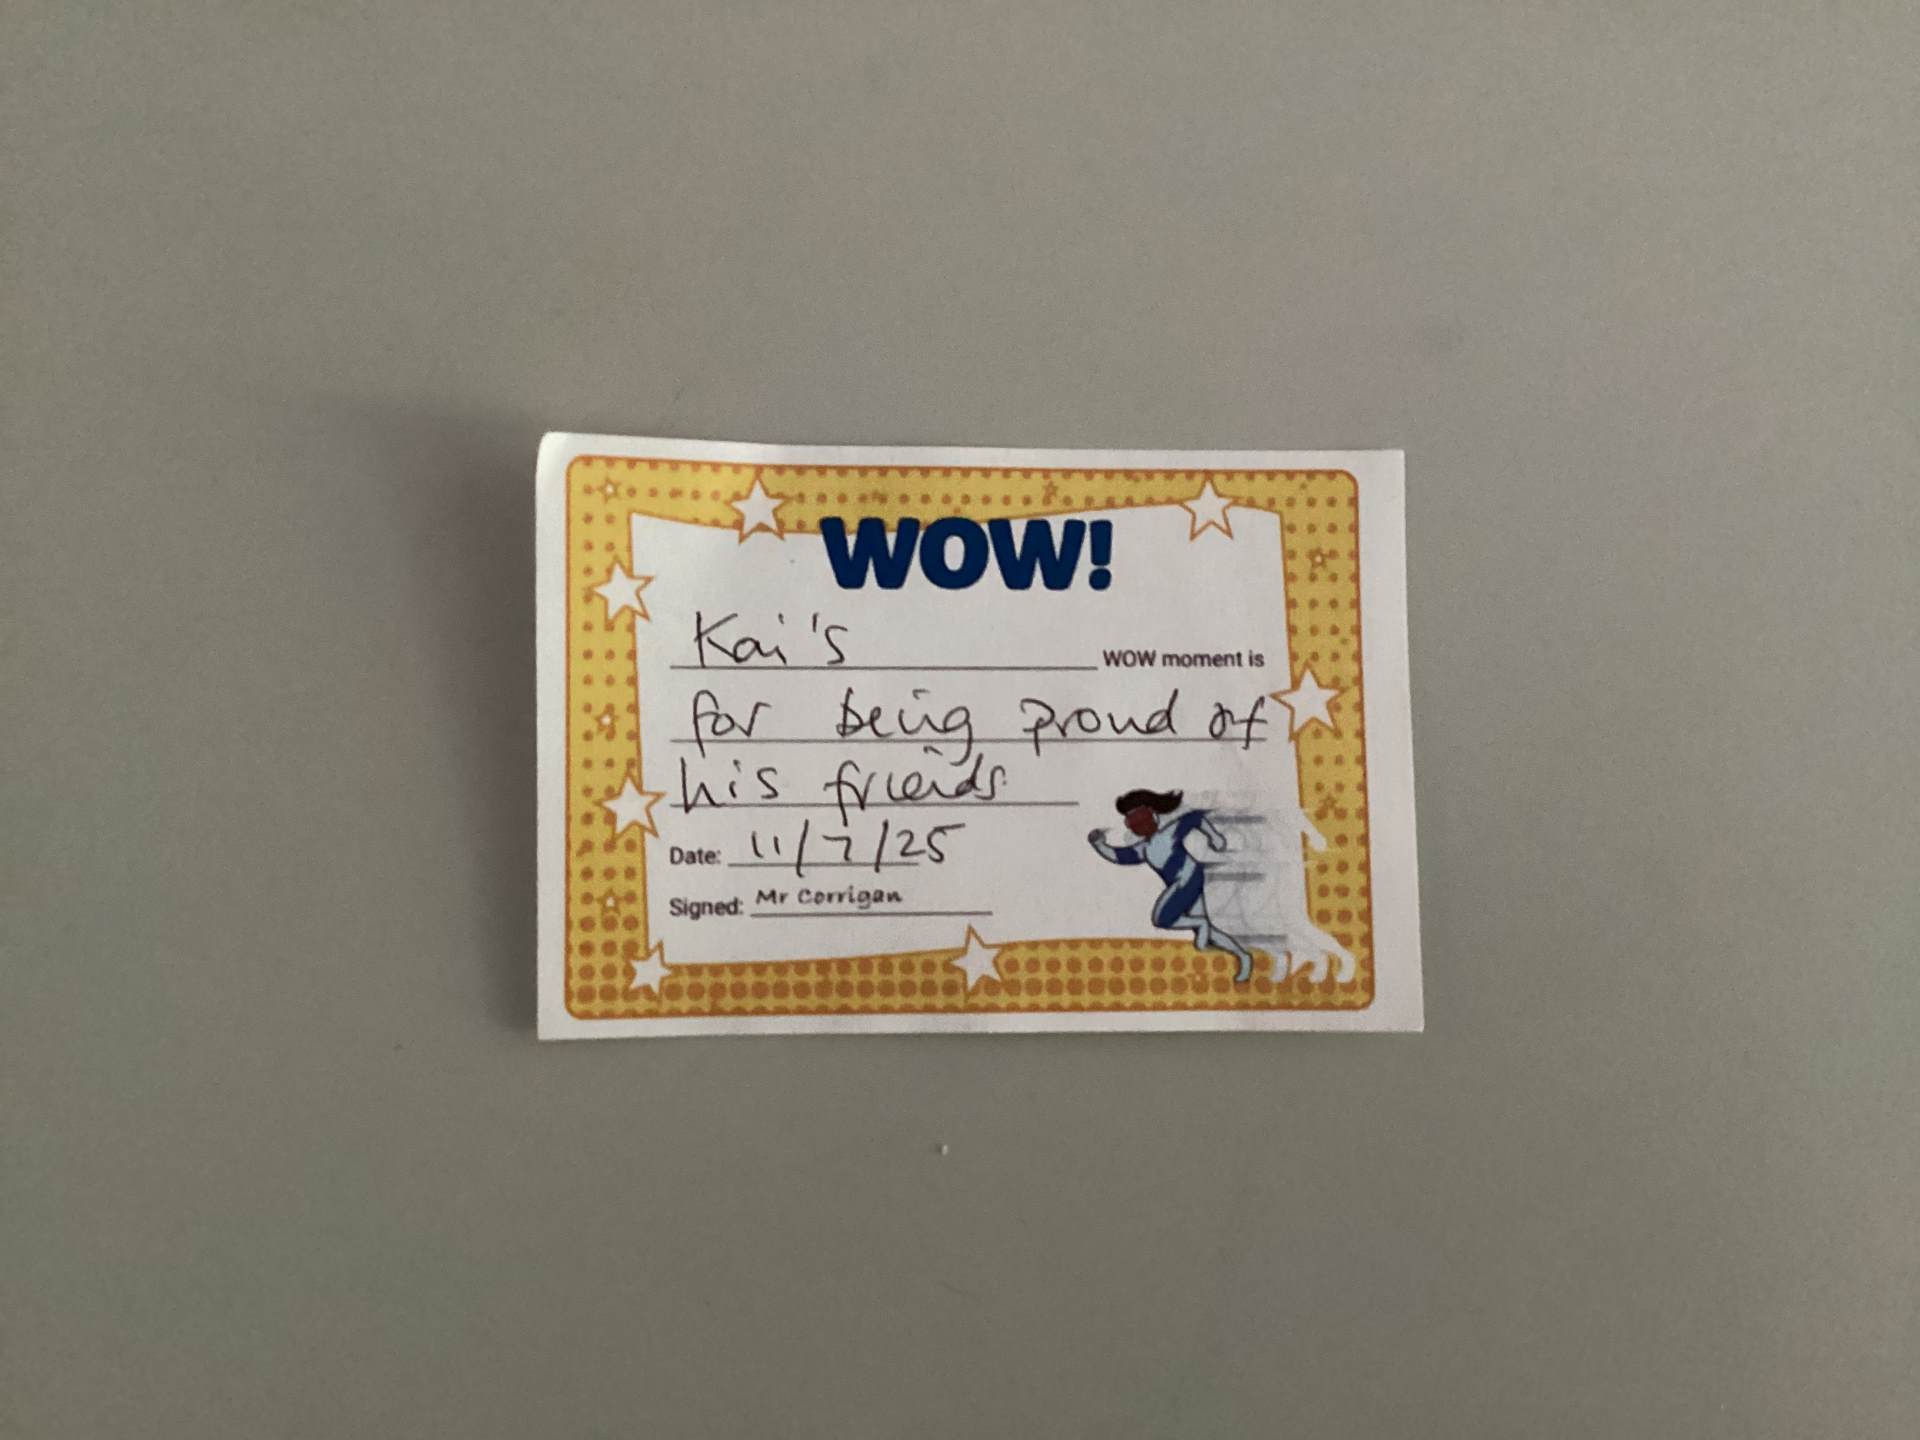 WOW!
Kai's WOW moment is
for being proud of
his friends.
Date: 11/7/25
Signed: Mr Corrigan